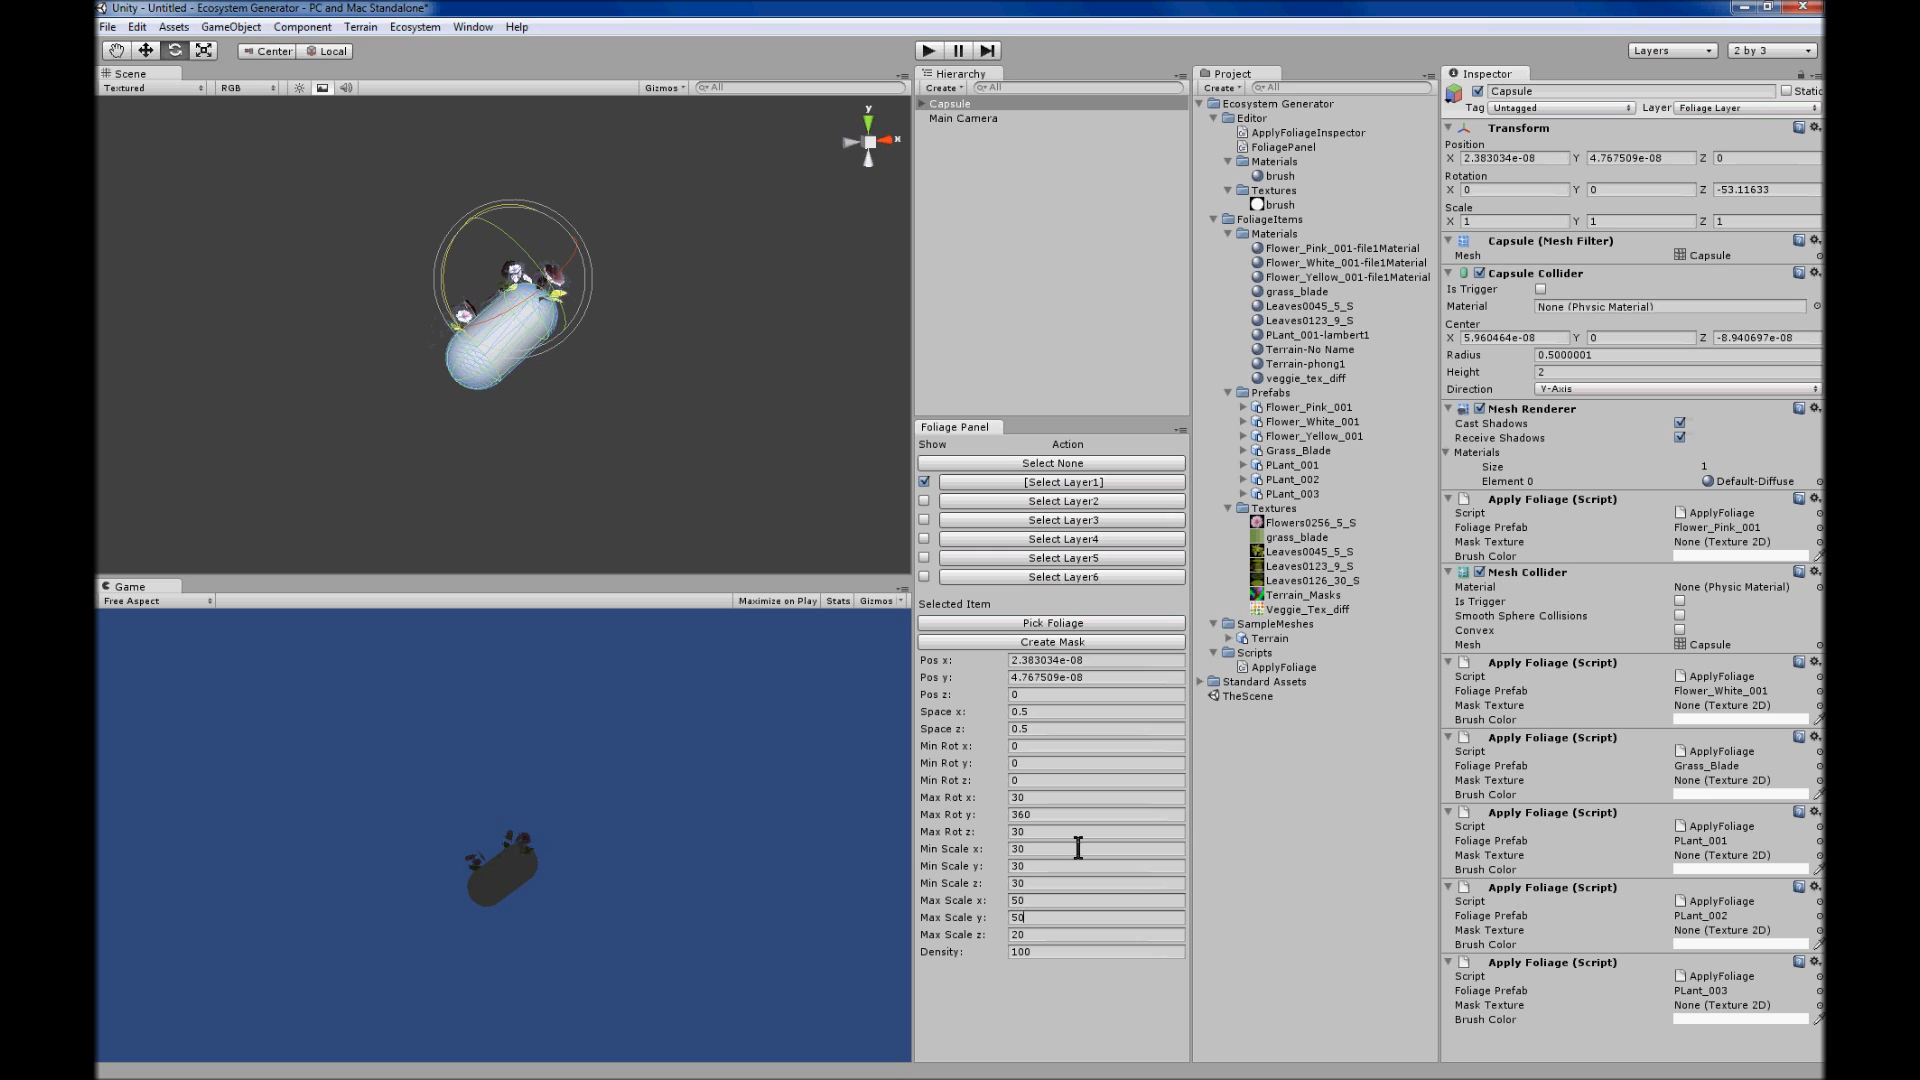 Unity - Untitled - Ecosystem Generator - PC and Mac Standalone*
File Edit Assets GameObject Component Terrain Ecosystem Window Help
Center Local
Layers 2 by 3
Scene
Textured RGB Gizmos All
y
x
Game
Free Aspect Maximize on Play Stats Gizmos
Hierarchy
Create All
Capsule
Main Camera
Foliage Panel
Show Action
Select None
[Select Layer1]
Select Layer2
Select Layer3
Select Layer4
Select Layer5
Select Layer6
Selected Item
Pick Foliage
Create Mask
Pos x: 2.383034e-08
Pos y: 4.767509e-08
Pos z: 0
Space x: 0.5
Space z: 0.5
Min Rot x: 0
Min Rot y: 0
Min Rot z: 0
Max Rot x: 30
Max Rot y: 360
Max Rot z: 30
Min Scale x: 30
Min Scale y: 30
Min Scale z: 30
Max Scale x: 50
Max Scale y: 50
Max Scale z: 20
Density: 100
Project
Create All
Ecosystem Generator
Editor
ApplyFoliageInspector
FoliagePanel
Materials
brush
Textures
brush
FoliageItems
Materials
Flower_Pink_001-file1Material
Flower_White_001-file1Material
Flower_Yellow_001-file1Material
grass_blade
Leaves0045_5_S
Leaves0123_9_S
PLant_001-lambert1
Terrain-No Name
Terrain-phong1
veggie_tex_diff
Prefabs
Flower_Pink_001
Flower_White_001
Flower_Yellow_001
Grass_Blade
PLant_001
PLant_002
PLant_003
Textures
Flowers0256_5_S
grass_blade
Leaves0045_5_S
Leaves0123_9_S
Leaves0126_30_S
Terrain_Masks
Veggie_Tex_diff
SampleMeshes
Terrain
Scripts
ApplyFoliage
Standard Assets
TheScene
Inspector
Capsule Static
Tag Untagged Layer Foliage Layer
Transform
Position
X 2.383034e-08 Y 4.767509e-08 Z 0
Rotation
X 0 Y 0 Z -53.11633
Scale
X 1 Y 1 Z 1
Capsule (Mesh Filter)
Mesh Capsule
Capsule Collider
Is Trigger
Material None (Physic Material)
Center
X 5.960464e-08 Y 0 Z -8.940697e-08
Radius 0.5000001
Height 2
Direction Y-Axis
Mesh Renderer
Cast Shadows
Receive Shadows
Materials
Size 1
Element 0 Default-Diffuse
Apply Foliage (Script)
Script ApplyFoliage
Foliage Prefab Flower_Pink_001
Mask Texture None (Texture 2D)
Brush Color
Mesh Collider
Material None (Physic Material)
Is Trigger
Smooth Sphere Collisions
Convex
Mesh Capsule
Apply Foliage (Script)
Script ApplyFoliage
Foliage Prefab Flower_White_001
Mask Texture None (Texture 2D)
Brush Color
Apply Foliage (Script)
Script ApplyFoliage
Foliage Prefab Grass_Blade
Mask Texture None (Texture 2D)
Brush Color
Apply Foliage (Script)
Script ApplyFoliage
Foliage Prefab PLant_001
Mask Texture None (Texture 2D)
Brush Color
Apply Foliage (Script)
Script ApplyFoliage
Foliage Prefab PLant_002
Mask Texture None (Texture 2D)
Brush Color
Apply Foliage (Script)
Script ApplyFoliage
Foliage Prefab PLant_003
Mask Texture None (Texture 2D)
Brush Color